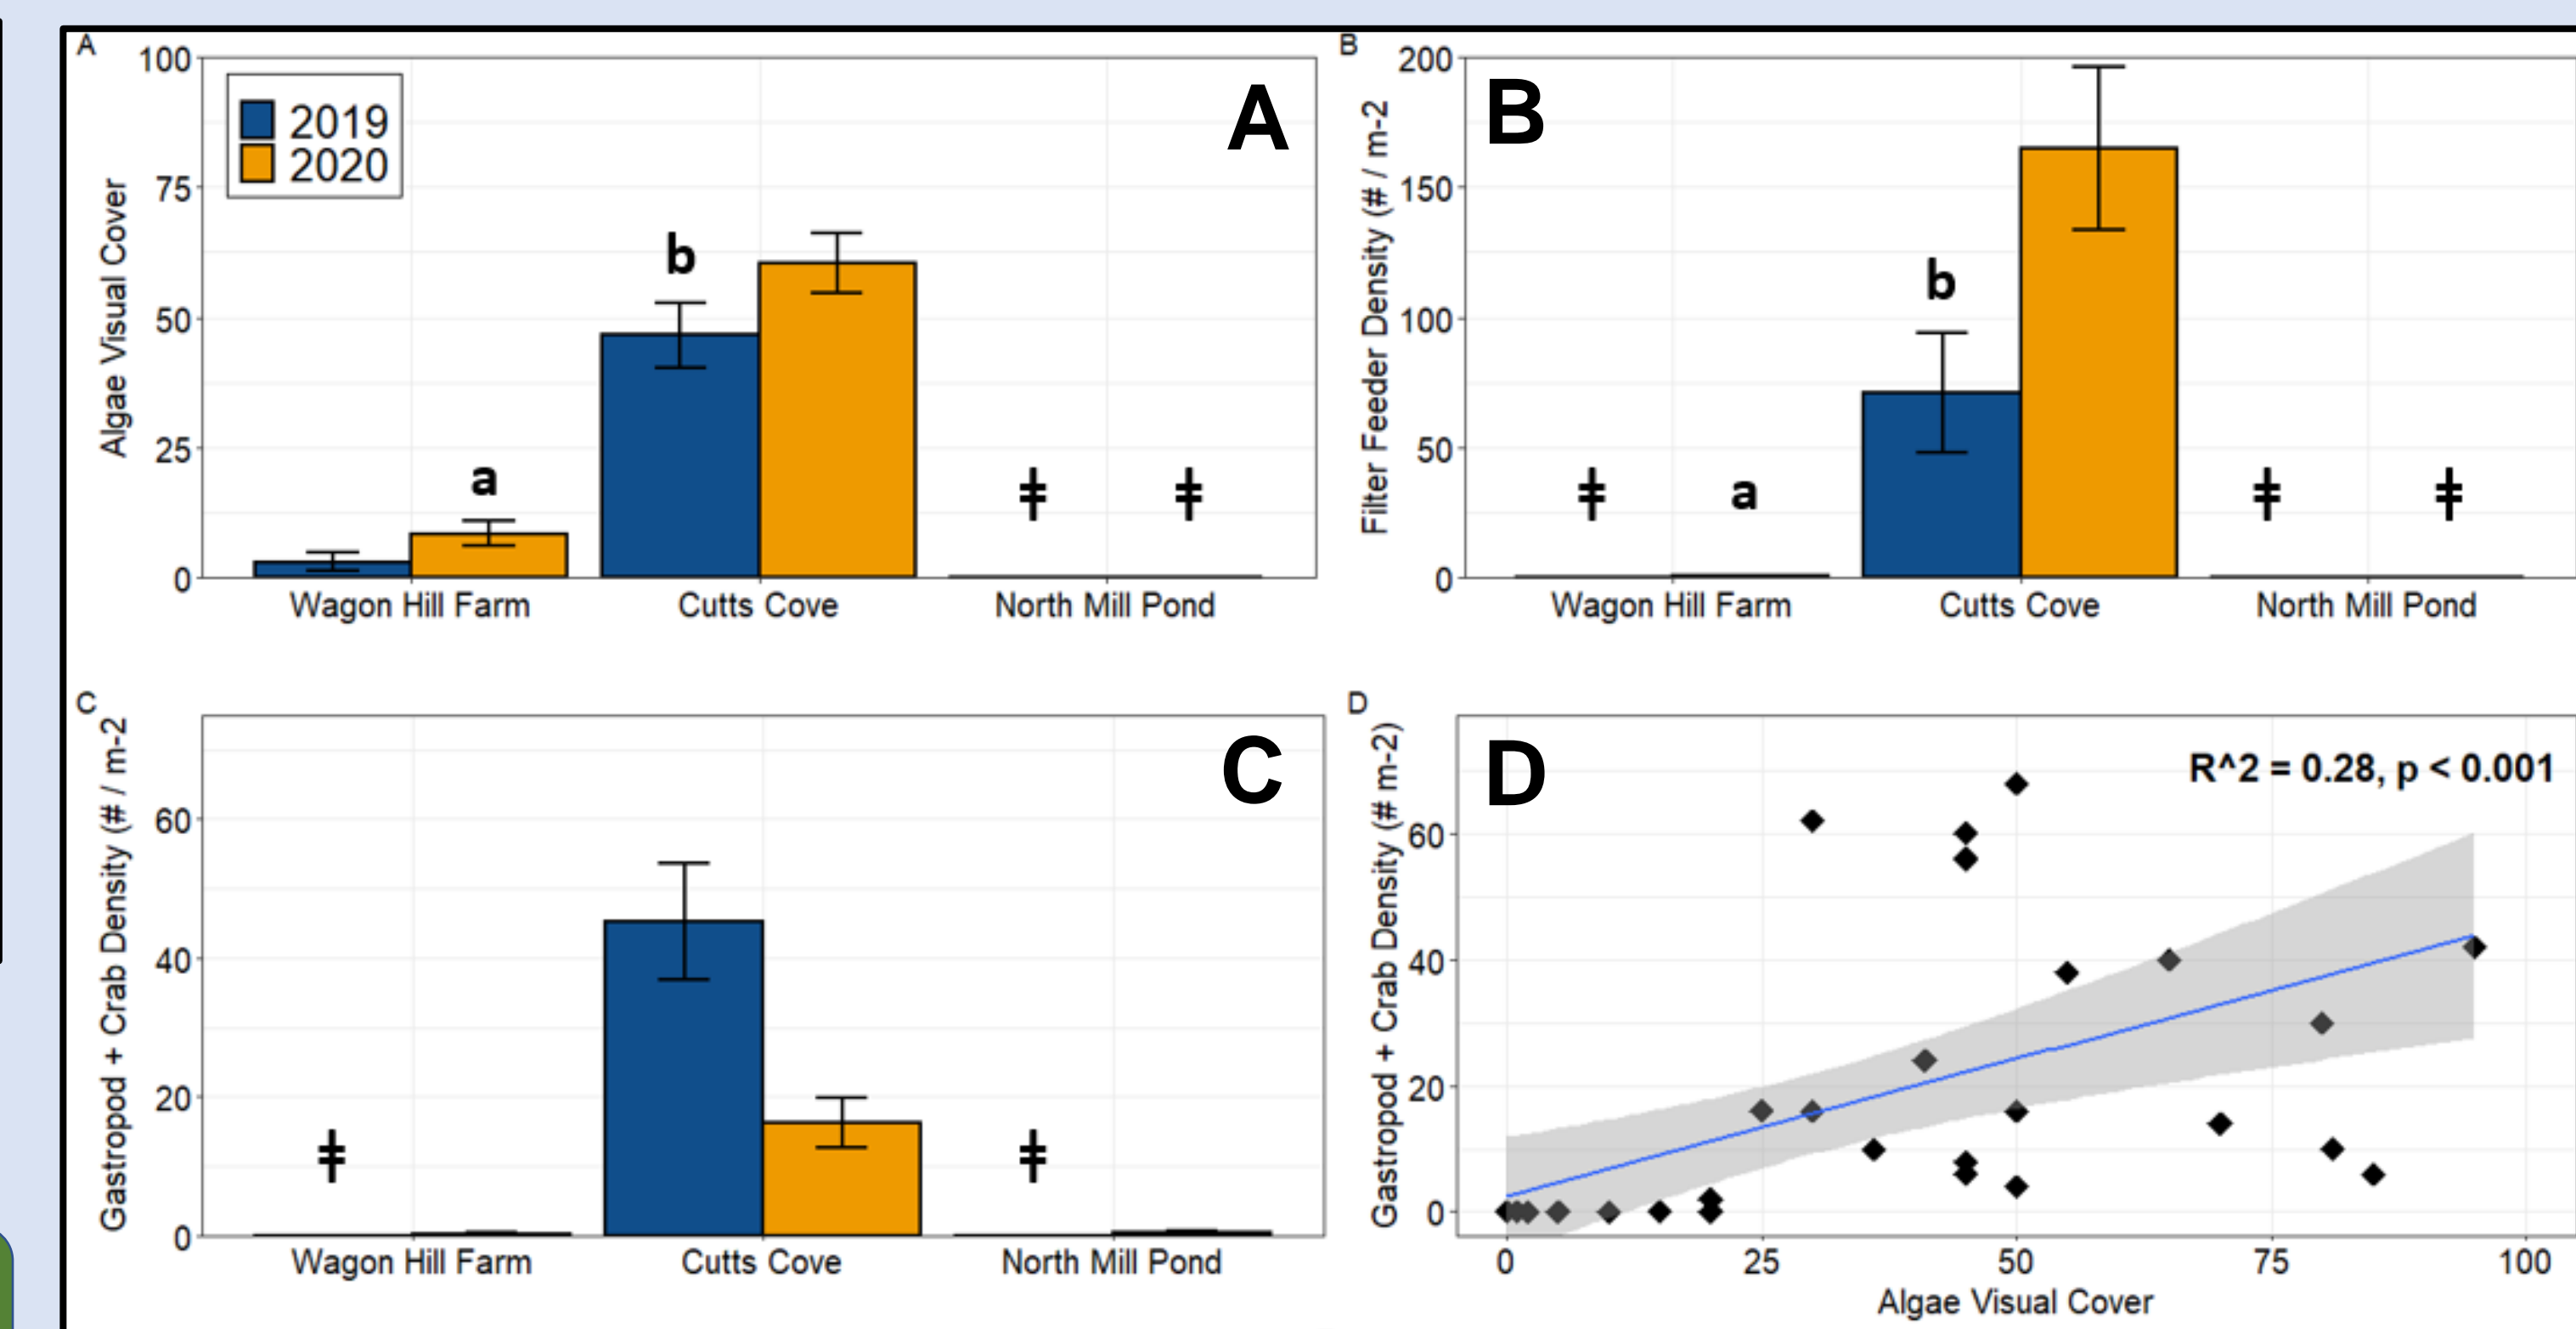 A
A
Algae Visual Cover
100
75
50
25
0
2019
2020
a
b
‡
‡
Wagon Hill Farm
Cutts Cove
North Mill Pond
B
B
Filter Feeder Density (# / m-2
200
150
100
50
0
‡
a
b
‡
‡
Wagon Hill Farm
Cutts Cove
North Mill Pond
C
C
Gastropod + Crab Density (# / m-2
60
40
20
0
‡
‡
Wagon Hill Farm
Cutts Cove
North Mill Pond
D
D
R^2 = 0.28, p < 0.001
Gastropod + Crab Density (# m-2)
60
40
20
0
0
25
50
75
100
Algae Visual Cover